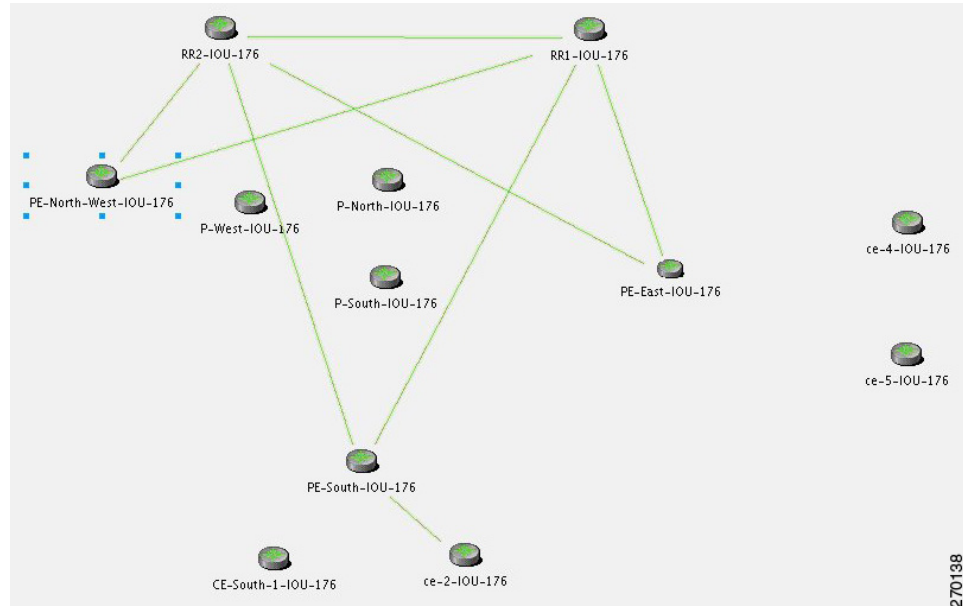 RR2-IOU-176
RR1-IOU-176
PE-North-West-IOU-176
P-West-IOU-176
P-North-IOU-176
ce-4-IOU-176
P-South-IOU-176
PE-East-IOU-176
ce-5-IOU-176
PE-South-IOU-176
CE-South-1-IOU-176
ce-2-IOU-176
270138